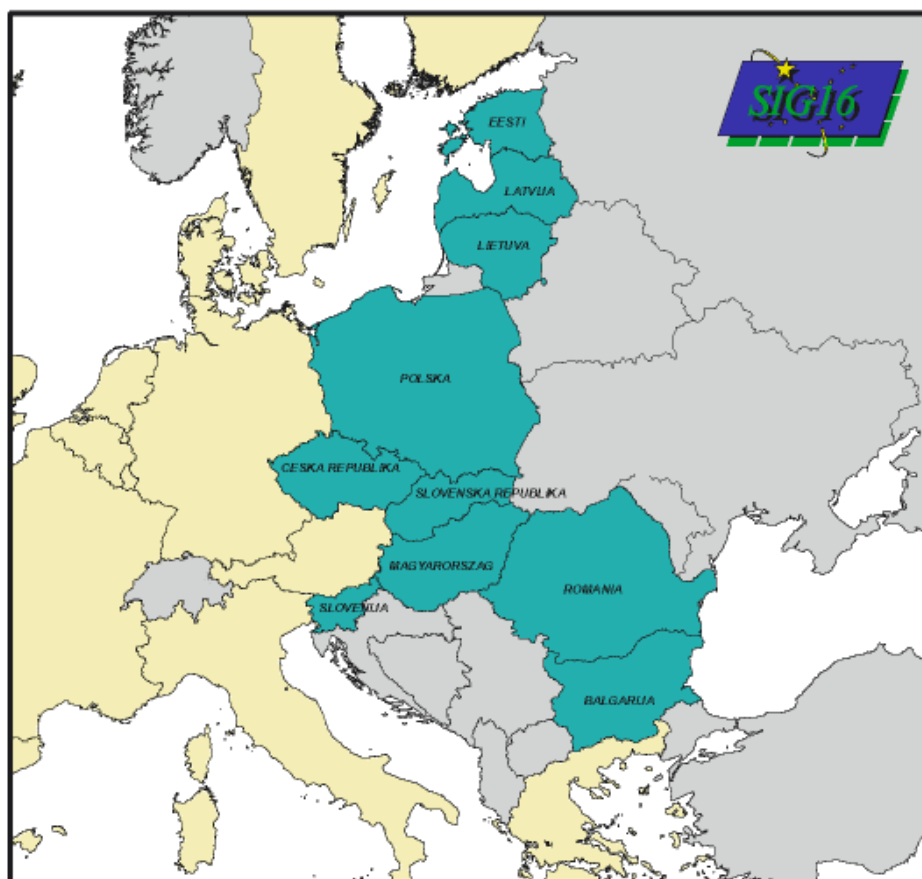 SIG16
EESTI
LATVIJA
LIETUVA
POLSKA
CESKA REPUBLIKA
SLOVENSKA REPUBLIKA
MAGYARORSZAG
ROMANIA
SLOVENIJA
BALGARIJA